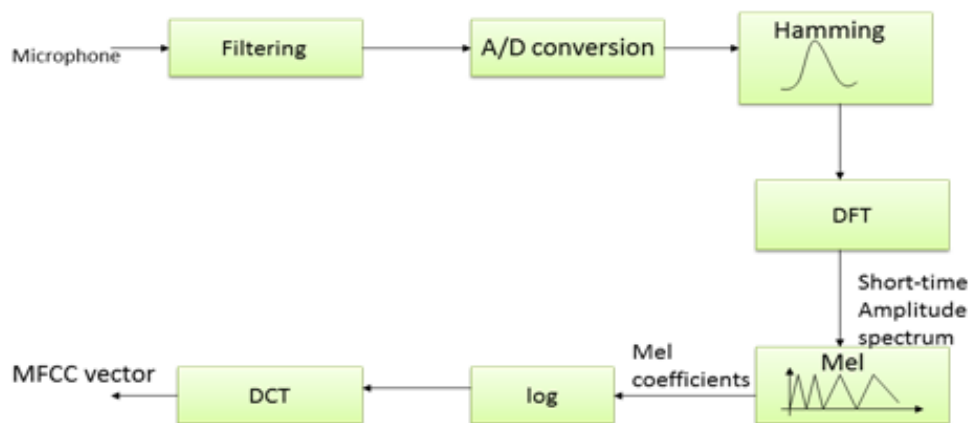 Microphone
Filtering
A/D conversion
Hamming
DFT
Short-time
Amplitude
spectrum
Mel
Mel
coefficients
log
DCT
MFCC vector